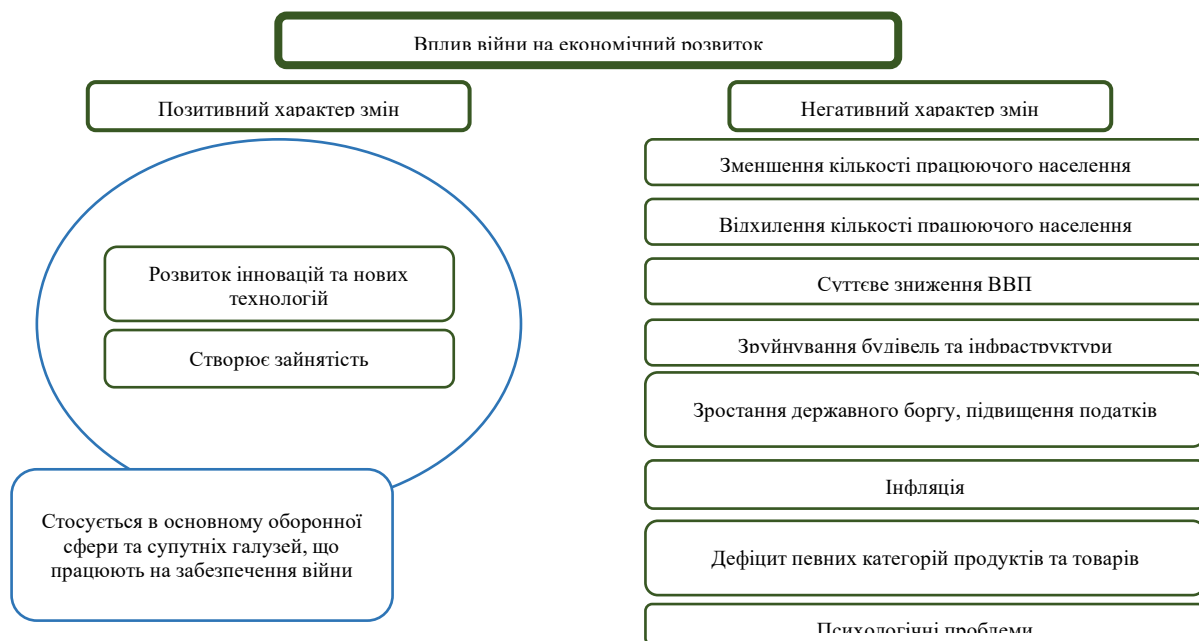 Вплив війни на економічний розвиток
Позитивний характер змін
Розвиток інновацій та нових
технологій
Створює зайнятість
Стосується в основному оборонної
сфери та супутніх галузей, що
працюють на забезпечення війни
Негативний характер змін
Зменшення кількості працюючого населення
Відхилення кількості працюючого населення
Суттєве зниження ВВП
Зруйнування будівель та інфраструктури
Зростання державного боргу, підвищення податків
Інфляція
Дефіцит певних категорій продуктів та товарів
Психологічні проблеми